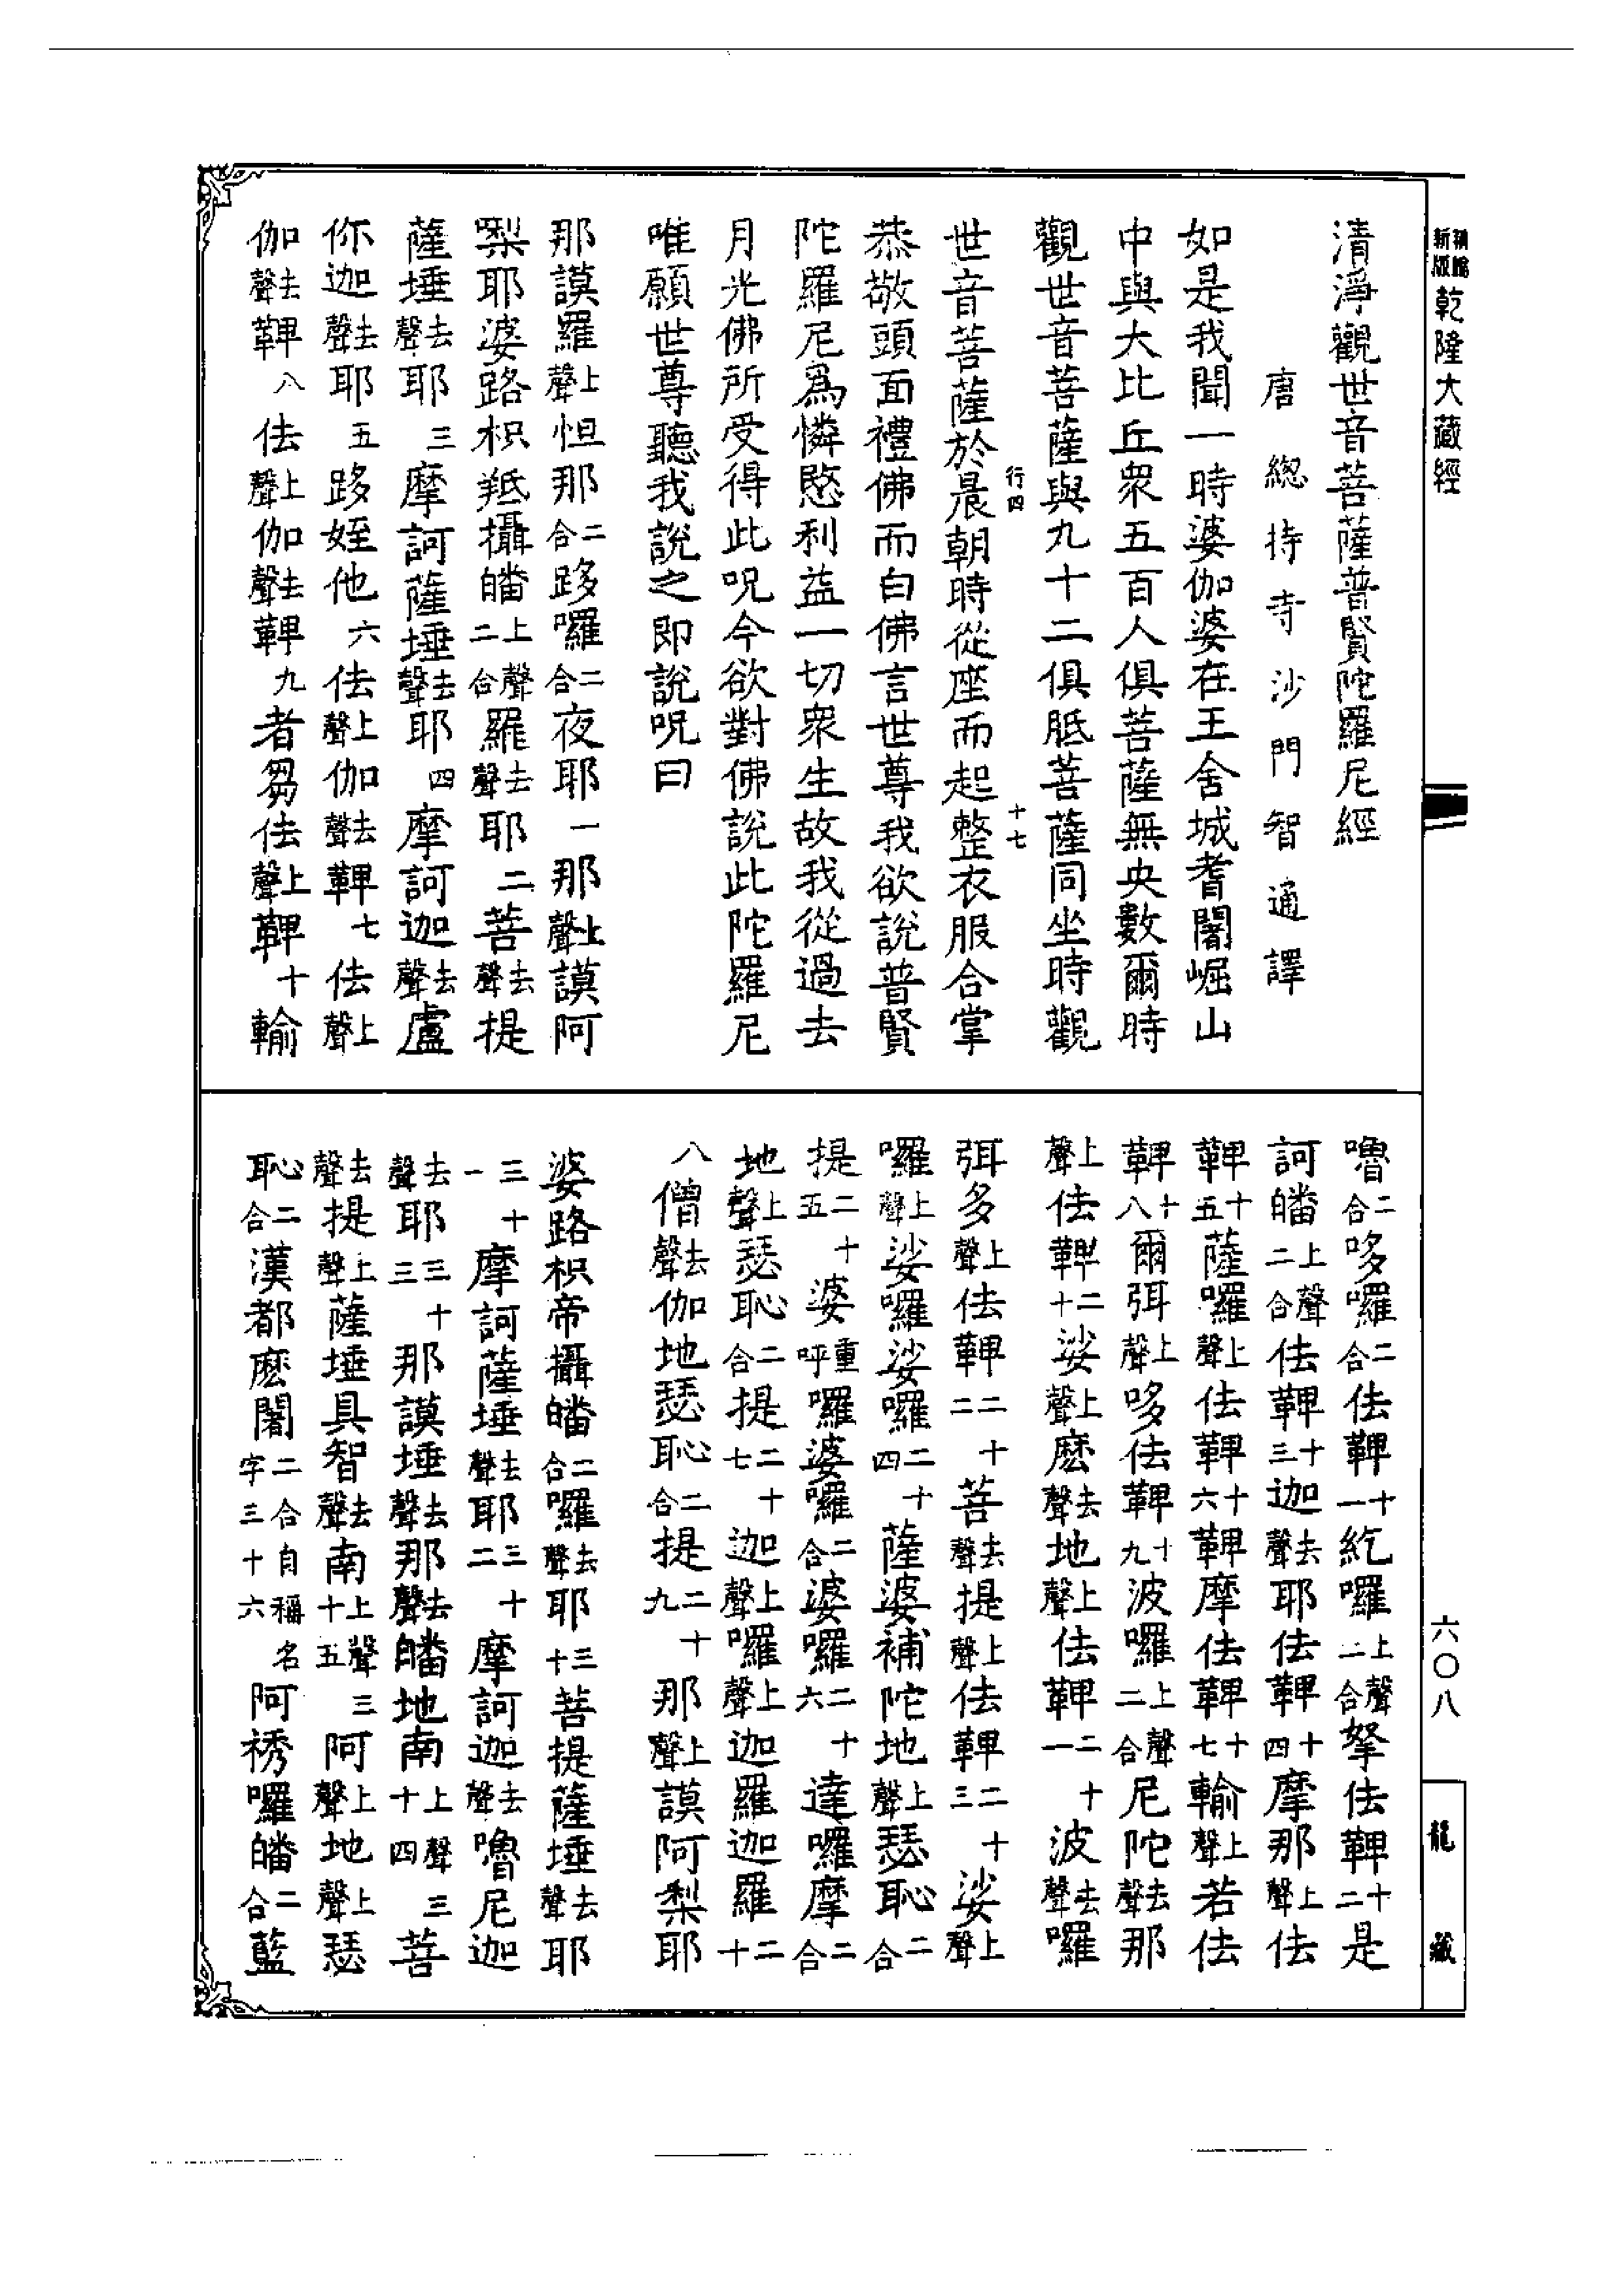 新編縮版 乾隆大藏經
六〇八
龍藏
清淨觀世音菩薩普賢陀羅尼經
唐總持寺沙門智通譯
如是我聞一時婆伽婆在王舍城耆闍崛山
中與大比丘眾五百人俱菩薩無央數爾時
觀世音菩薩與九十二俱胝菩薩同坐時觀
行四 十七
世音菩薩於晨朝時從座而起整衣服合掌
恭敬頭面禮佛而白佛言世尊我欲說普賢
陀羅尼為憐愍利益一切眾生故我從過去
月光佛所受得此呪今欲對佛說此陀羅尼
唯願世尊聽我說之即說呪曰
那謨羅上聲怛那二合跢囉二合夜耶一那上聲謨阿
㗚耶婆路枳羝攝皤上聲二合羅去聲耶二菩去聲提
薩埵去聲耶三摩訶薩埵去聲耶四摩訶迦去聲盧
你迦去聲耶五跢姪他六佉上聲伽去聲鞞七佉上聲
伽去聲鞞八佉上聲伽去聲鞞九者芻佉上聲鞞十輸
嚕二合哆囉二合佉鞞十一紇囉上聲二合拏佉鞞十二是
訶皤上聲二合佉鞞十三迦去聲耶佉鞞十四摩那上聲佉
鞞十五薩囉上聲佉鞞十六鞞摩佉鞞十七輸上聲若佉
鞞十八爾弭上聲哆佉鞞十九波囉上聲二合尼陀去聲那
上聲佉鞞二十娑上聲麼去聲地上聲佉鞞二十一波去聲囉
弭多上聲佉鞞二十二菩去聲提上聲佉鞞二十三娑上聲
囉上聲娑囉娑囉二十四薩婆補陀地上聲瑟恥二合
提二十五婆重呼囉婆囉二合婆囉二十六達囉摩二合
地上聲瑟恥二合提二十七迦上聲囉上聲迦羅迦羅二十
八僧去聲伽地瑟恥二合提二十九那上聲謨阿梨耶
婆路枳帝攝皤二合囉去聲耶三十菩提薩埵去聲耶
三十一摩訶薩埵去聲耶三十二摩訶迦去聲嚕尼迦
去聲耶三十三那謨埵去聲那去聲皤地南上聲三十四菩
去聲提上聲薩埵具智去聲南上聲三十五阿上聲地上聲瑟
恥二合漢都麼闍二合自稱名字三十六阿祷囉皤二合藍